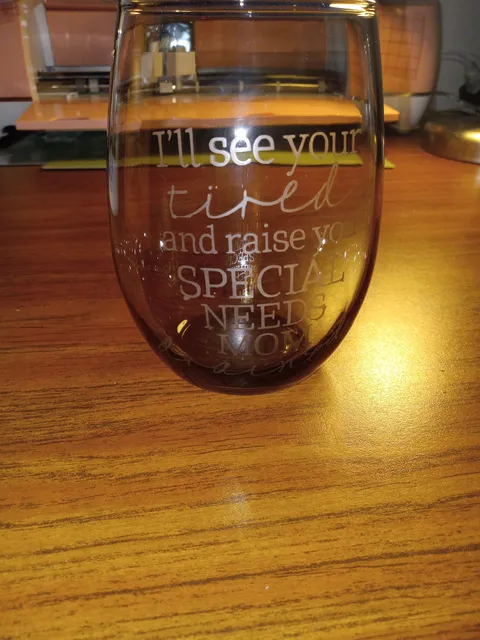 I'll see your
tired
and raise you
SPECIAL
NEEDS
MOM